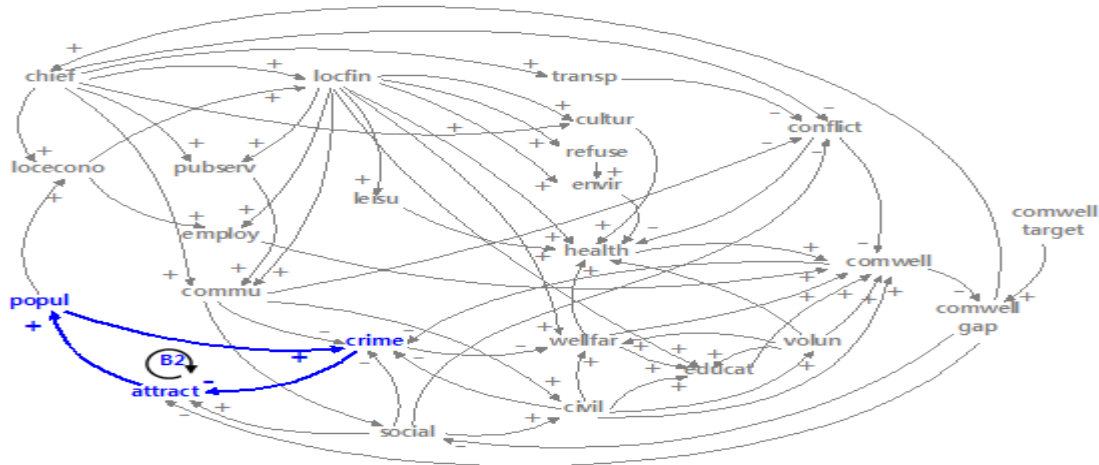 chief
locfin
transp
cultur
conflict
refuse
locecono
pubserv
envir
leisu
comwell
target
employ
health
comwell
commu
popul
comwell
gap
crime
wellfar
volun
B2
educat
attract
civil
social